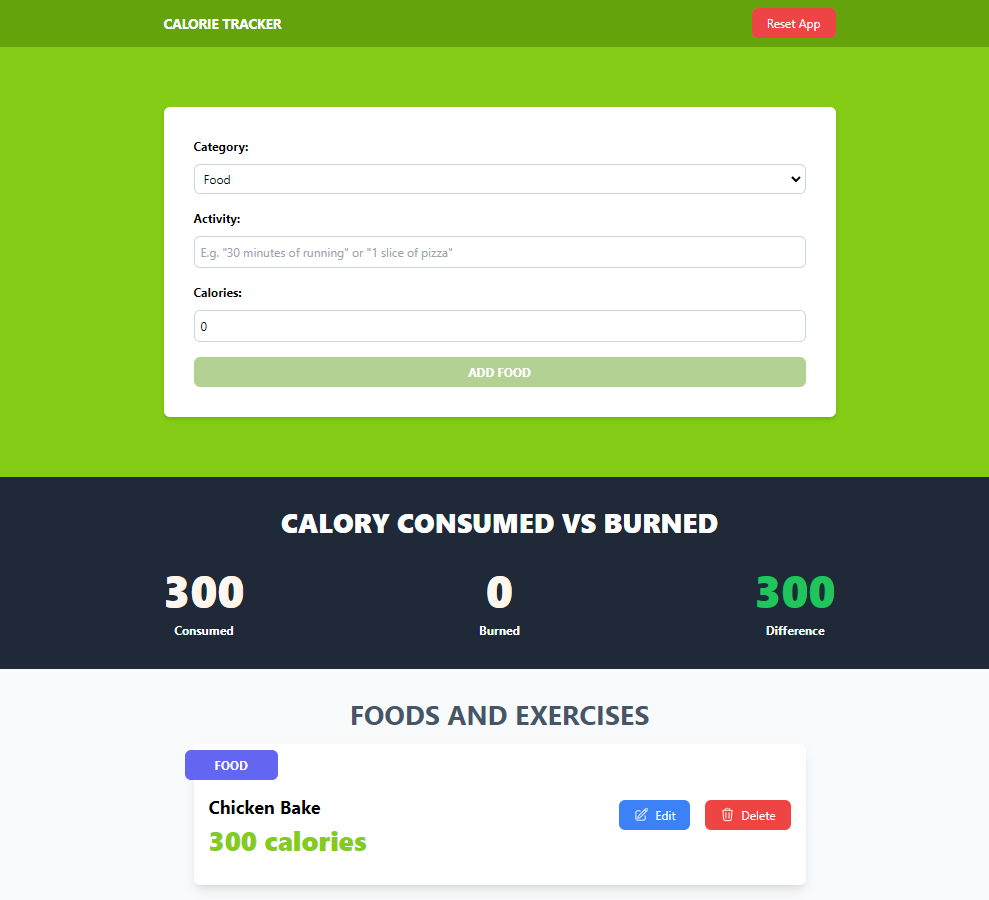 CALORIE TRACKER
Reset App
Category:
Food
Activity:
E.g. "30 minutes of running" or "1 slice of pizza"
Calories:
0
ADD FOOD
CALORY CONSUMED VS BURNED
300
0
300
Consumed
Burned
Difference
FOODS AND EXERCISES
FOOD
Chicken Bake
Edit
Delete
300 calories